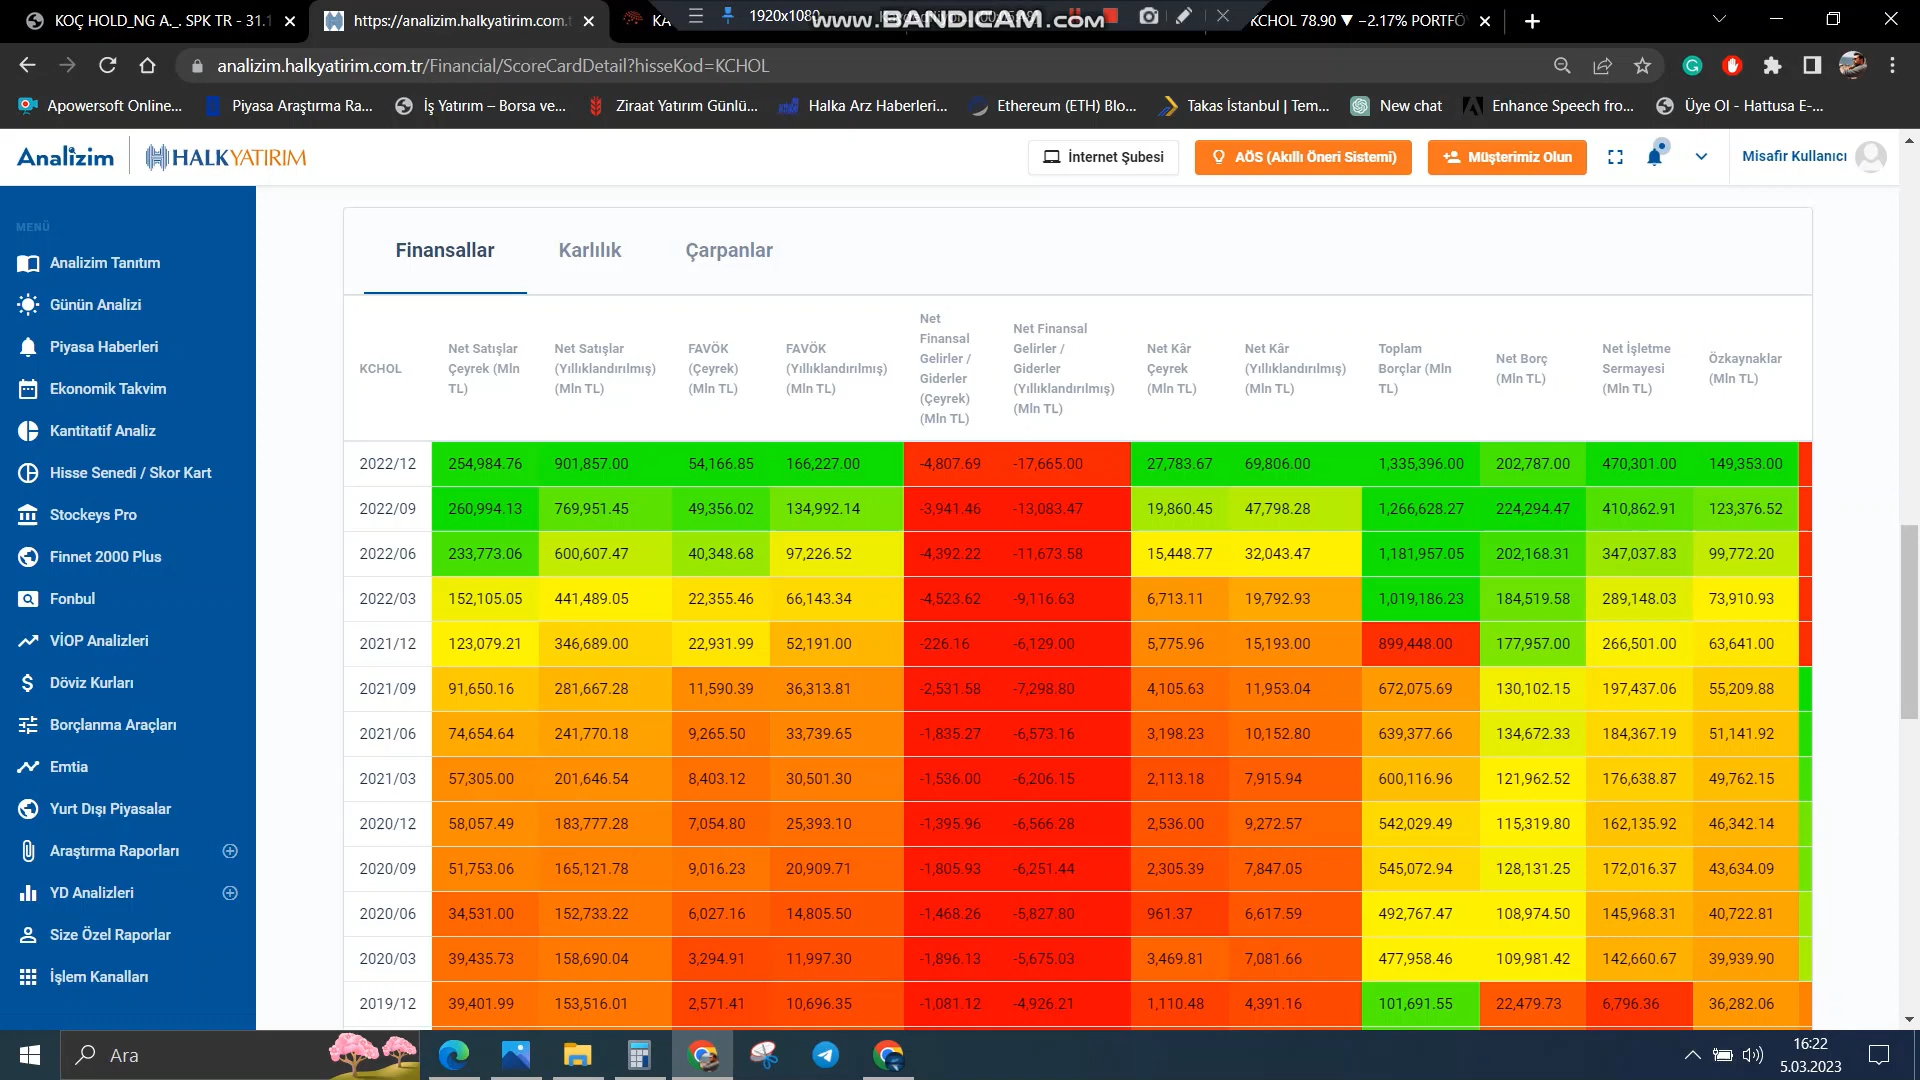 KOÇ HOLD_NG A._. SPK TR - 31.1
https://analizim.halkyatirim.com.t
KA
1920x1080
www.BANDICAM.com
KCHOL 78.90 ▼ −2.17% PORTFÖ
analizim.halkyatirim.com.tr/Financial/ScoreCardDetail?hisseKod=KCHOL
Apowersoft Online...
Piyasa Araştırma Ra...
İş Yatırım – Borsa ve...
Ziraat Yatırım Günlü...
Halka Arz Haberleri...
Ethereum (ETH) Blo...
Takas İstanbul | Tem...
New chat
Enhance Speech fro...
Üye Ol - Hattusa E-...
Analizim
HALKYATIRIM
İnternet Şubesi
AÖS (Akıllı Öneri Sistemi)
Müşterimiz Olun
Misafir Kullanıcı
MENÜ
Analizim Tanıtım
Günün Analizi
Piyasa Haberleri
Ekonomik Takvim
Kantitatif Analiz
Hisse Senedi / Skor Kart
Stockeys Pro
Finnet 2000 Plus
Fonbul
VİOP Analizleri
Döviz Kurları
Borçlanma Araçları
Emtia
Yurt Dışı Piyasalar
Araştırma Raporları
YD Analizleri
Size Özel Raporlar
İşlem Kanalları
Finansallar Karlılık Çarpanlar
KCHOL
Net Satışlar
Çeyrek (Mln
TL)
Net Satışlar
(Yıllıklandırılmış)
(Mln TL)
FAVÖK
(Çeyrek)
(Mln TL)
FAVÖK
(Yıllıklandırılmış)
(Mln TL)
Net
Finansal
Gelirler /
Giderler
(Çeyrek)
(Mln TL)
Net Finansal
Gelirler /
Giderler
(Yıllıklandırılmış)
(Mln TL)
Net Kâr
Çeyrek
(Mln TL)
Net Kâr
(Yıllıklandırılmış)
(Mln TL)
Toplam
Borçlar (Mln
TL)
Net Borç
(Mln TL)
Net İşletme
Sermayesi
(Mln TL)
Özkaynaklar
(Mln TL)
2022/12 254,984.76 901,857.00 54,166.85 166,227.00 -4,807.69 -17,665.00 27,783.67 69,806.00 1,335,396.00 202,787.00 470,301.00 149,353.00
2022/09 260,994.13 769,951.45 49,356.02 134,992.14 -3,941.46 -13,083.47 19,860.45 47,798.28 1,266,628.27 224,294.47 410,862.91 123,376.52
2022/06 233,773.06 600,607.47 40,348.68 97,226.52 -4,392.22 -11,673.58 15,448.77 32,043.47 1,181,957.05 202,168.31 347,037.83 99,772.20
2022/03 152,105.05 441,489.05 22,355.46 66,143.34 -4,523.62 -9,116.63 6,713.11 19,792.93 1,019,186.23 184,519.58 289,148.03 73,910.93
2021/12 123,079.21 346,689.00 22,931.99 52,191.00 -226.16 -6,129.00 5,775.96 15,193.00 899,448.00 177,957.00 266,501.00 63,641.00
2021/09 91,650.16 281,667.28 11,590.39 36,313.81 -2,531.58 -7,298.80 4,105.63 11,953.04 672,075.69 130,102.15 197,437.06 55,209.88
2021/06 74,654.64 241,770.18 9,265.50 33,739.65 -1,835.27 -6,573.16 3,198.23 10,152.80 639,377.66 134,672.33 184,367.19 51,141.92
2021/03 57,305.00 201,646.54 8,403.12 30,501.30 -1,536.00 -6,206.15 2,113.18 7,915.94 600,116.96 121,962.52 176,638.87 49,762.15
2020/12 58,057.49 183,777.28 7,054.80 25,393.10 -1,395.96 -6,566.28 2,536.00 9,272.57 542,029.49 115,319.80 162,135.92 46,342.14
2020/09 51,753.06 165,121.78 9,016.23 20,909.71 -1,805.93 -6,251.44 2,305.39 7,847.05 545,072.94 128,131.25 172,016.37 43,634.09
2020/06 34,531.00 152,733.22 6,027.16 14,805.50 -1,468.26 -5,827.80 961.37 6,617.59 492,767.47 108,974.50 145,968.31 40,722.81
2020/03 39,435.73 158,690.04 3,294.91 11,997.30 -1,896.13 -5,675.03 3,469.81 7,081.66 477,958.46 109,981.42 142,660.67 39,939.90
2019/12 39,401.99 153,516.01 2,571.41 10,696.35 -1,081.12 -4,926.21 1,110.48 4,391.16 101,691.55 22,479.73 6,796.36 36,282.06
Ara
16:22
5.03.2023